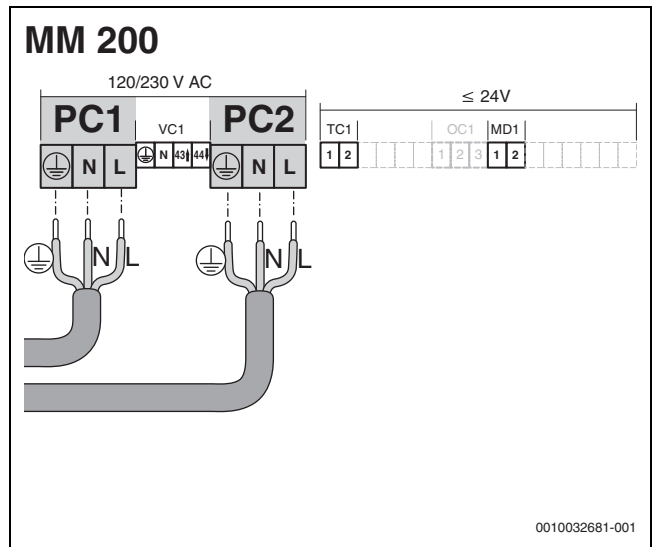 MM 200
120/230 V AC
≤ 24V
PC1 VC1 PC2 TC1 OC1 MD1
N L N 43 44 N L 1 2 1 2 3 1 2
N L N L
0010032681-001